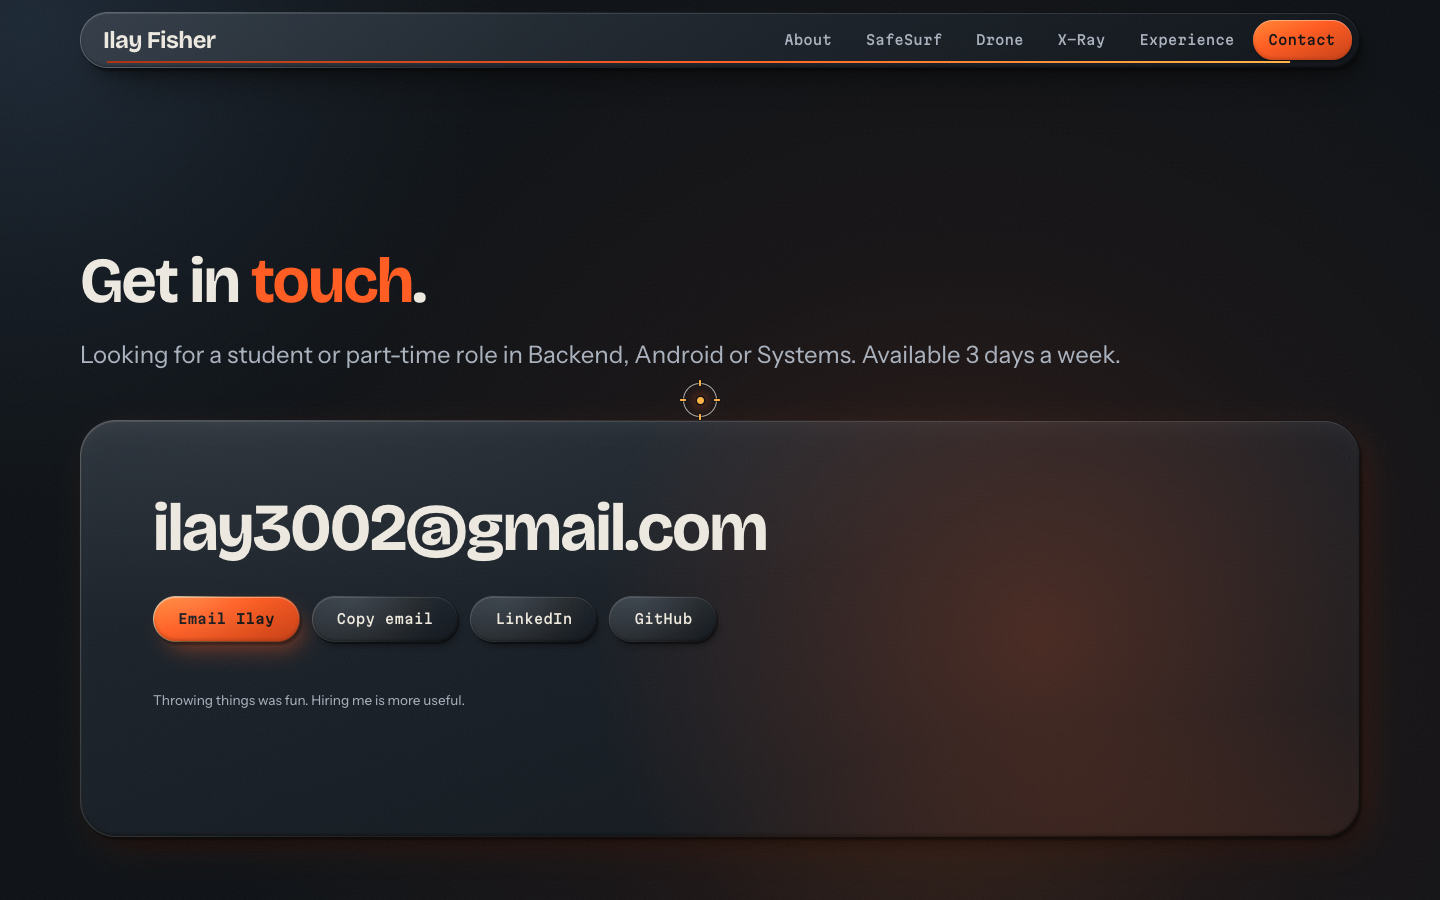 Ilay Fisher
About
SafeSurf
Drone
X-Ray
Experience
Contact
Get in touch.
Looking for a student or part-time role in Backend, Android or Systems. Available 3 days a week.
ilay3002@gmail.com
Email Ilay
Copy email
LinkedIn
GitHub
Throwing things was fun. Hiring me is more useful.